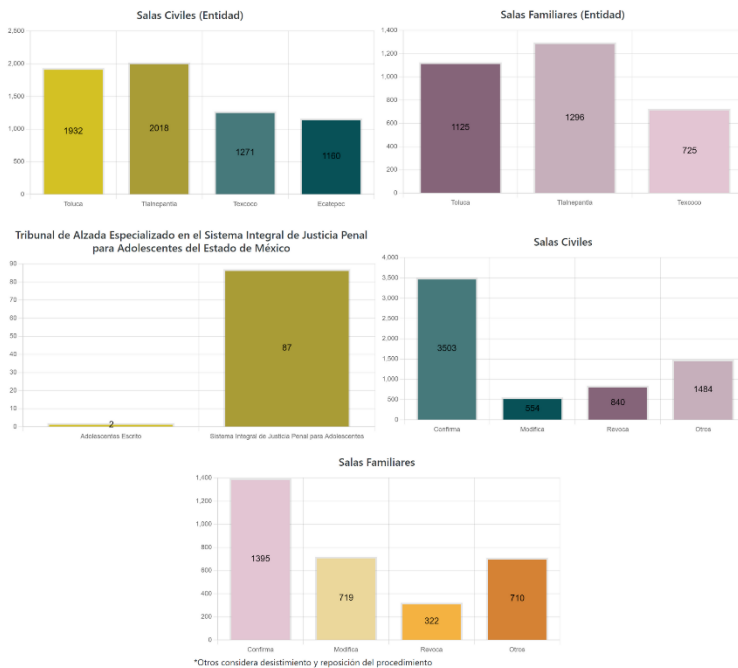 Salas Civiles (Entidad)
2,500
2,000
1,500
1,000
500
0
1932
2018
1271
1160
Toluca
Tlalnepantla
Texcoco
Ecatepec
Salas Familiares (Entidad)
1,400
1,200
1,000
800
600
400
200
0
1125
1296
725
Toluca
Tlalnepantla
Texcoco
Tribunal de Alzada Especializado en el Sistema Integral de Justicia Penal
para Adolescentes del Estado de México
90
80
70
60
50
40
30
20
10
0
2
87
Adolescentes Escrito
Sistema Integral de Justicia Penal para Adolescentes
Salas Civiles
4,000
3,500
3,000
2,500
2,000
1,500
1,000
500
0
3503
554
840
1484
Confirma
Modifica
Revoca
Otros
Salas Familiares
1,400
1,200
1,000
800
600
400
200
0
1395
719
322
710
Confirma
Modifica
Revoca
Otros
*Otros considera desistimiento y reposición del procedimiento